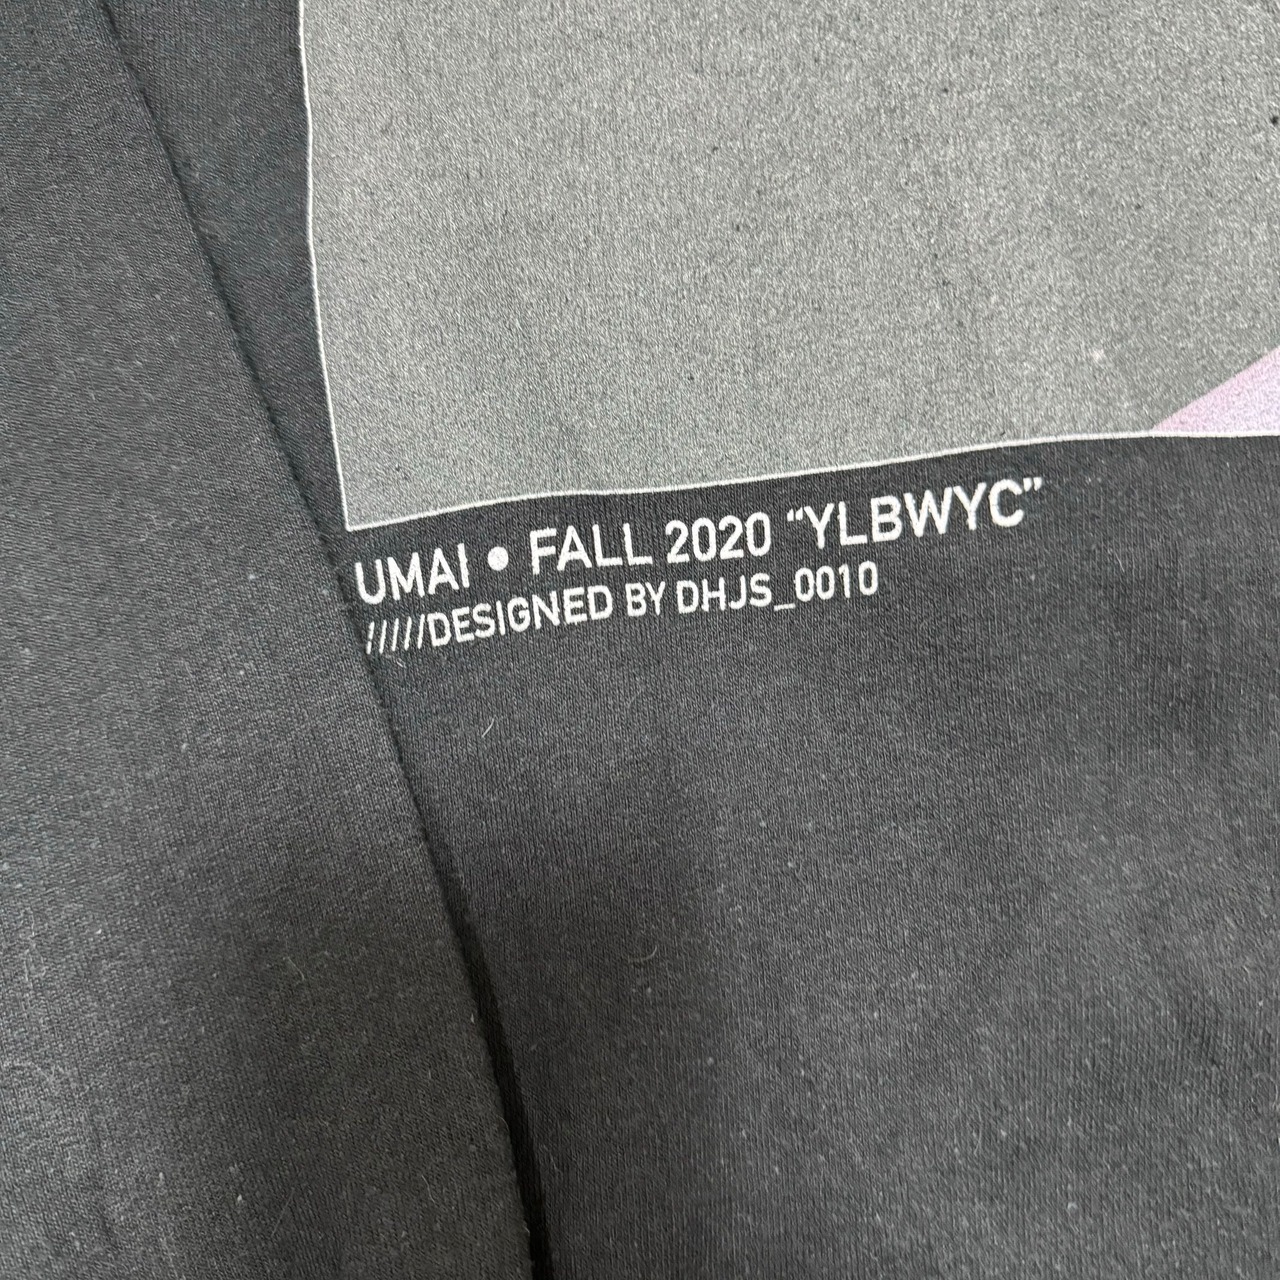 UMAI • FALL 2020 “YLBWYC”
/////DESIGNED BY DHJS_0010